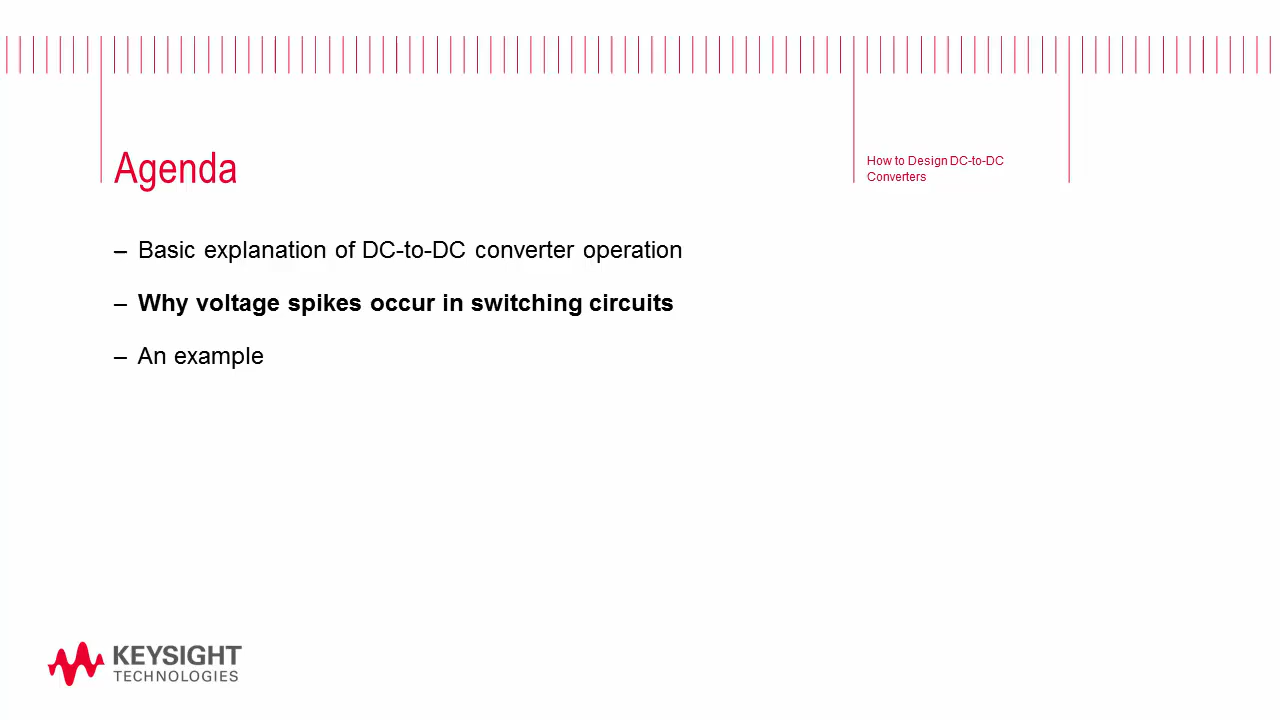 Agenda
How to Design DC-to-DC
Converters
– Basic explanation of DC-to-DC converter operation
– Why voltage spikes occur in switching circuits
– An example
KEYSIGHT
TECHNOLOGIES